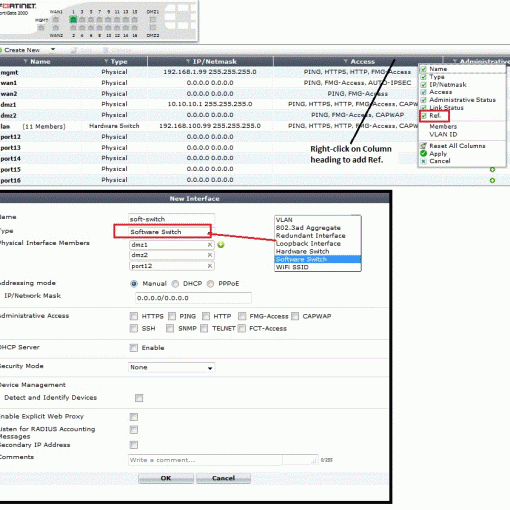 FORTINET.
FortiGate 200D
WAN1 1 3 5 7 9 11 13 15 DMZ1
mgmt
WAN2 2 4 6 8 10 12 14 16 DMZ2
Create New Edit Delete
Name Type IP/Netmask Access Administrative
mgmt Physical 192.168.1.99 255.255.255.0 PING, HTTPS, HTTP, FMG-Access
wan1 Physical 0.0.0.0 0.0.0.0 PING, FMG-Access, AUTO-IPSEC
wan2 Physical 0.0.0.0 0.0.0.0 PING, FMG-Access
dmz1 Physical 10.10.10.1 255.255.255.0 PING, HTTPS, HTTP, FMG-Access, CAPW
dmz2 Physical 0.0.0.0 0.0.0.0 PING, FMG-Access, CAPWAP
lan (11 Members) Hardware Switch 192.168.100.99 255.255.255.0 PING, HTTPS, HTTP, FMG-Access, CAPWAP
port12 Physical 0.0.0.0 0.0.0.0
port13 Physical 0.0.0.0 0.0.0.0
port14 Physical 0.0.0.0 0.0.0.0
port15 Physical 0.0.0.0 0.0.0.0
port16 Physical 0.0.0.0 0.0.0.0
Name
Type
IP/Netmask
Access
Administrative Status
Link Status
Ref.
Members
VLAN ID
Reset All Columns
Apply
Cancel
Right-click on Column
heading to add Ref.
New Interface
Name soft-switch
Type Software Switch
Physical Interface Members dmz1
dmz2
port12
VLAN
802.3ad Aggregate
Redundant Interface
Loopback Interface
Hardware Switch
Software Switch
WiFi SSID
Addressing mode Manual DHCP PPPoE
IP/Network Mask 0.0.0.0/0.0.0.0
Administrative Access HTTPS PING HTTP FMG-Access CAPWAP
SSH SNMP TELNET FCT-Access
DHCP Server Enable
Security Mode None
Device Management
Detect and Identify Devices
Enable Explicit Web Proxy
Listen for RADIUS Accounting
Messages
Secondary IP Address
Comments Write a comment... 0/255
OK Cancel